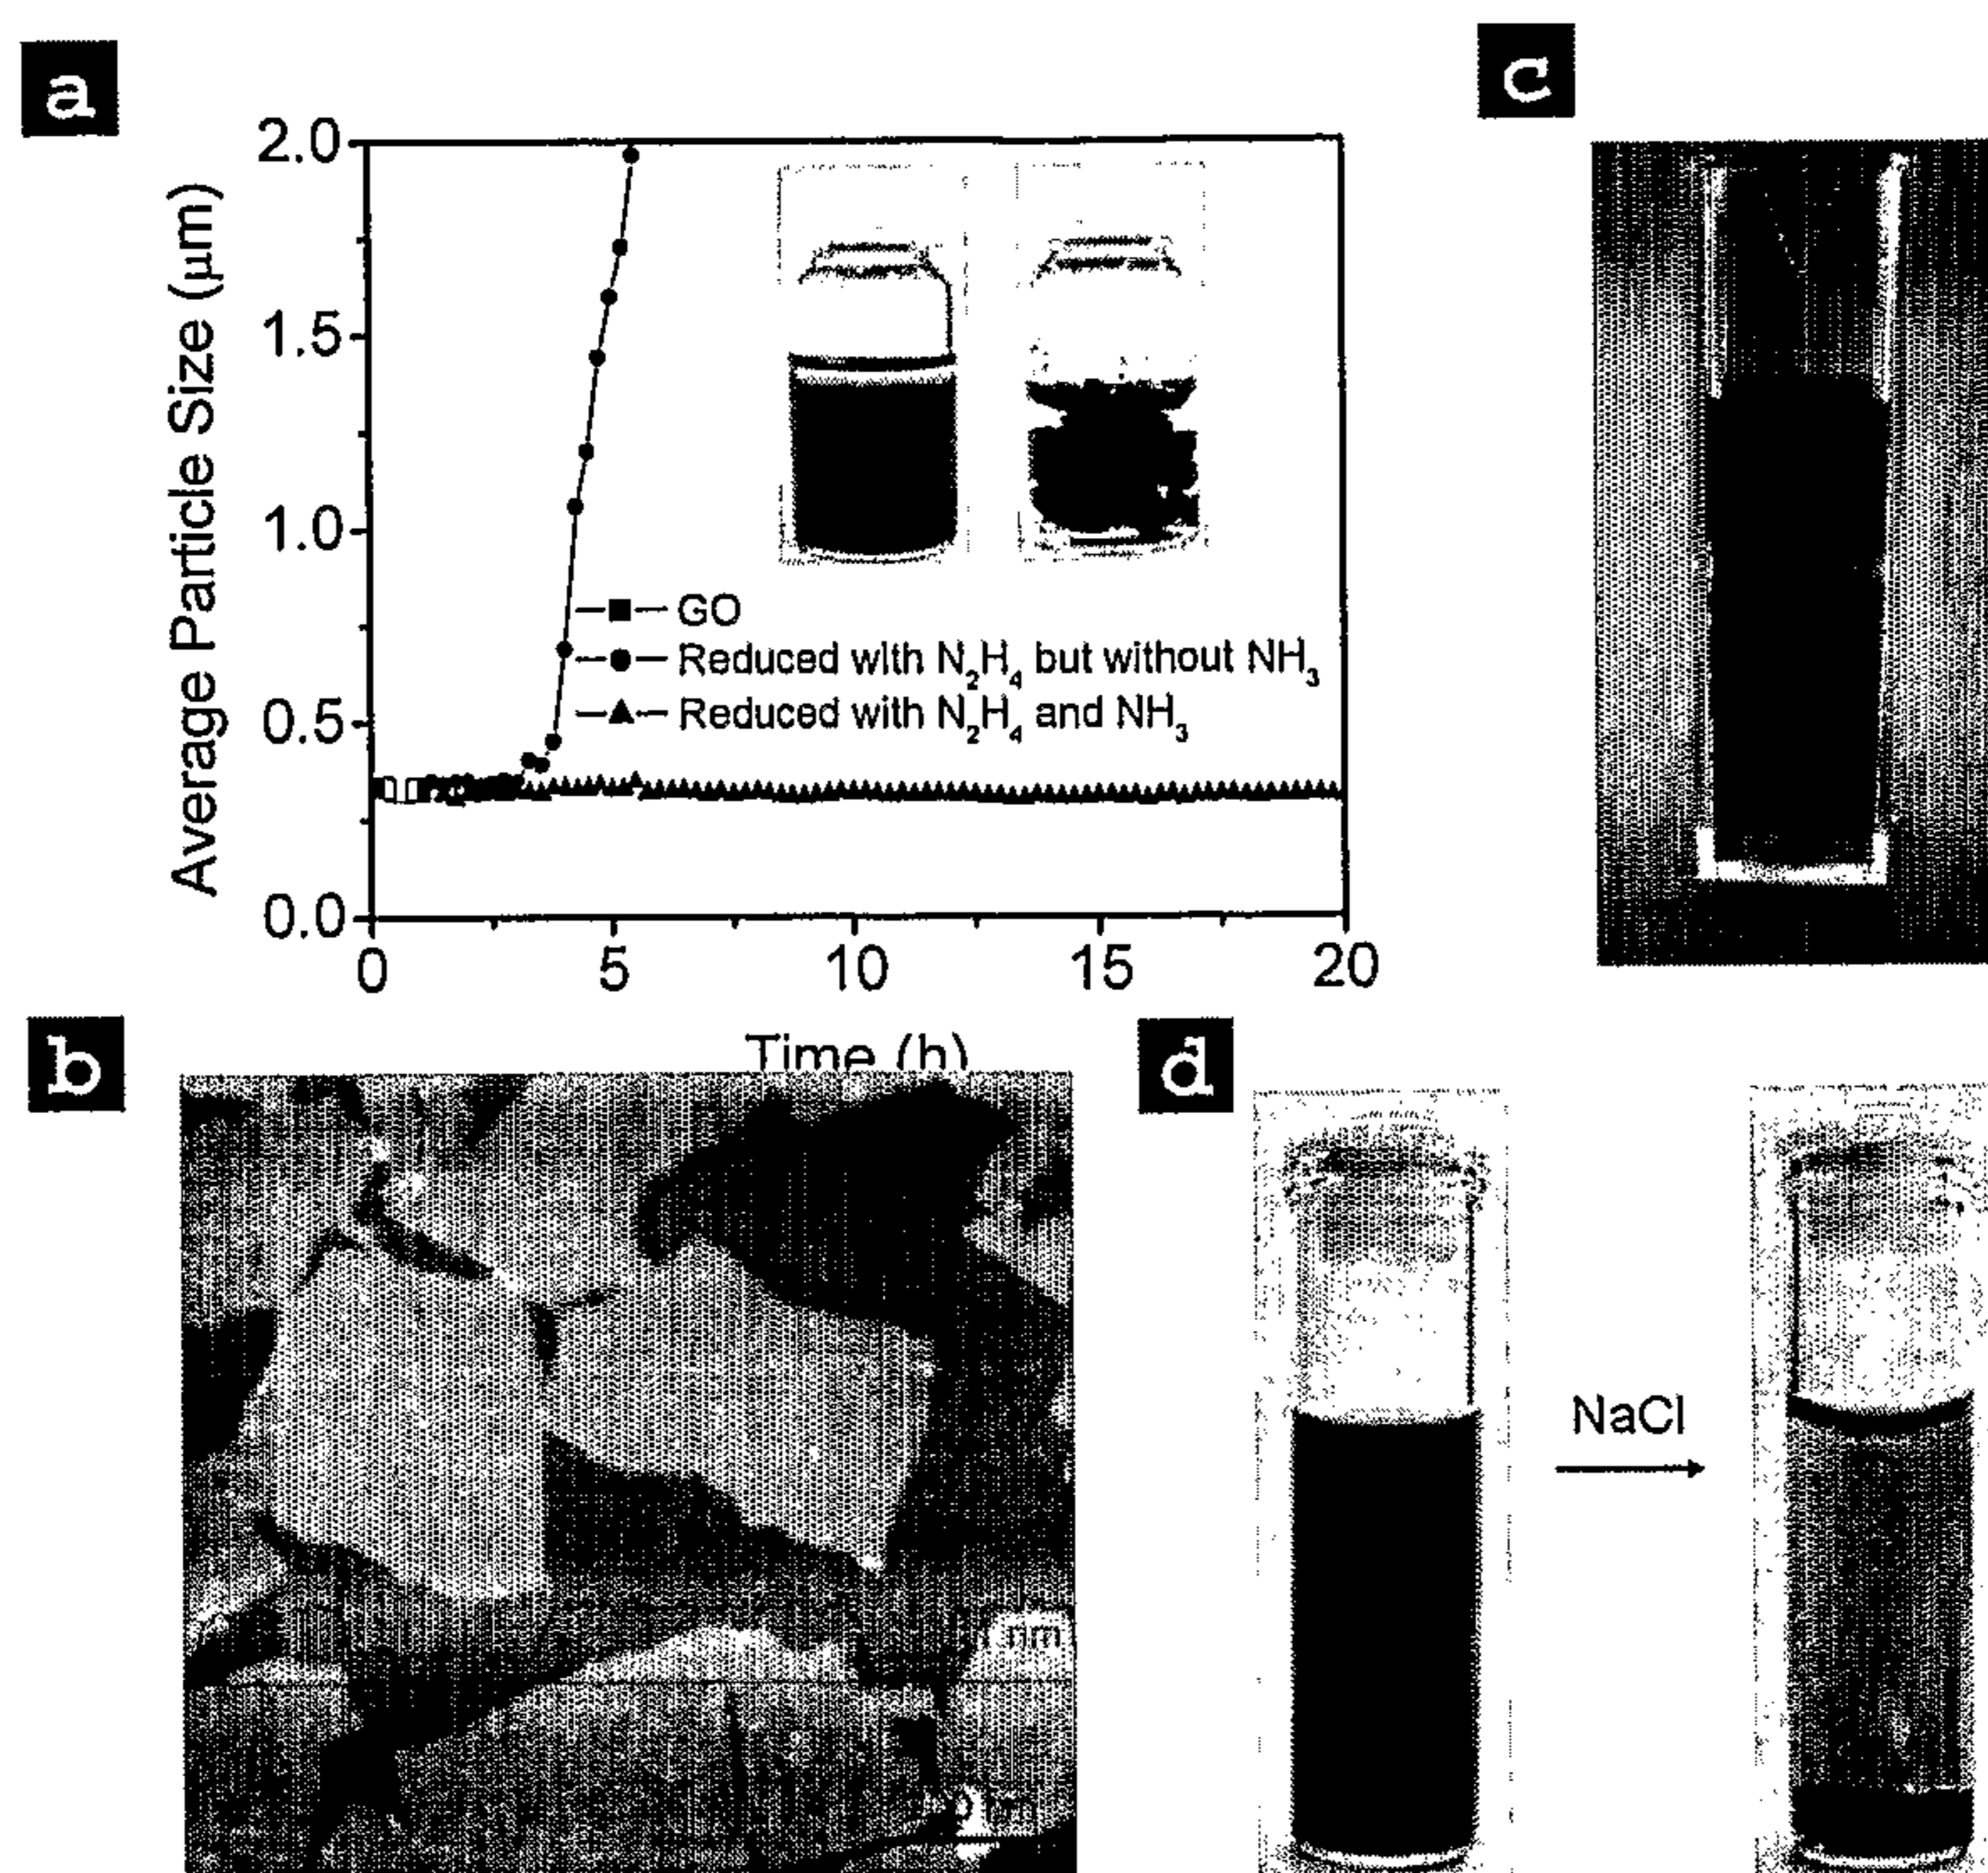 a
2.0
1.5
1.0
0.5
0.0
Average Particle Size (μm)
GO
Reduced with N₂H₄ but without NH₃
Reduced with N₂H₄ and NH₃
0 5 10 15 20
Time (h)
c
b
nm
d
NaCl